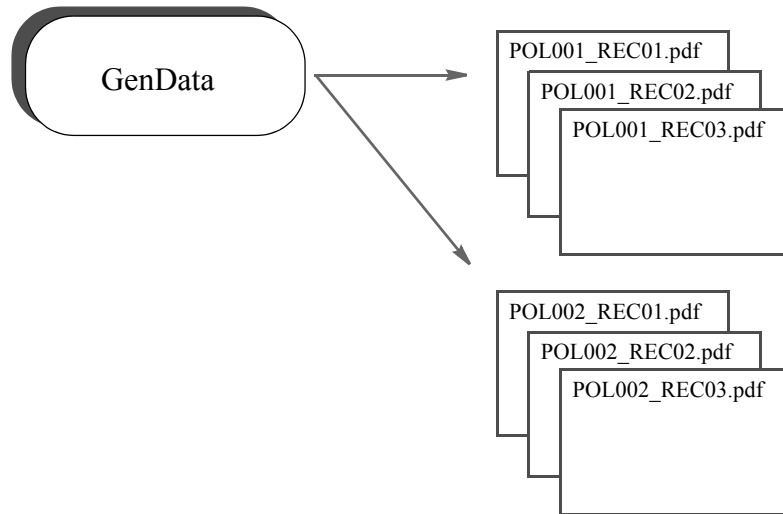 GenData
POL001_REC01.pdf
POL001_REC02.pdf
POL001_REC03.pdf
POL002_REC01.pdf
POL002_REC02.pdf
POL002_REC03.pdf